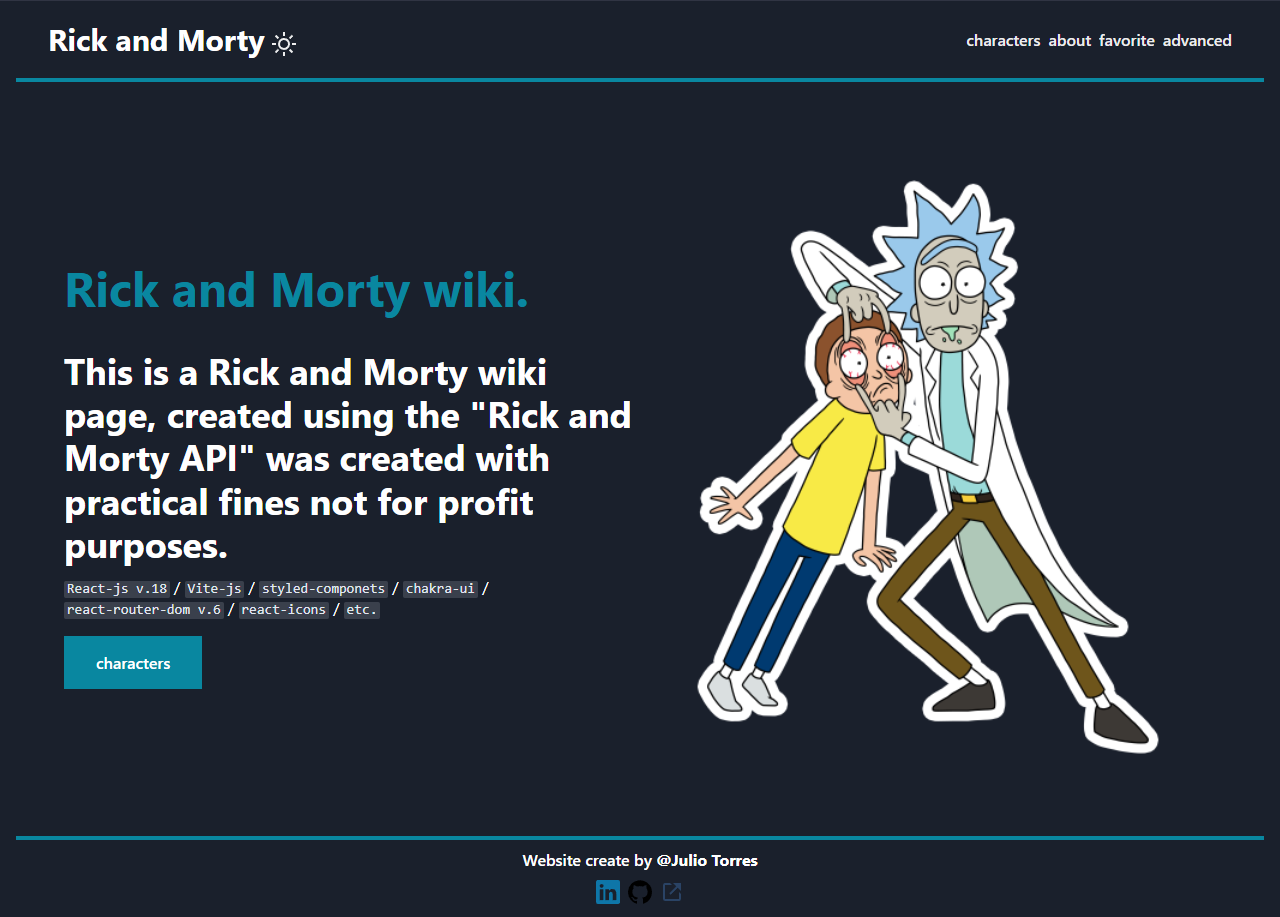 Rick and Morty
characters about favorite advanced
Rick and Morty wiki.
This is a Rick and Morty wiki
page, created using the "Rick and
Morty API" was created with
practical fines not for profit
purposes.
React-js v.18 / Vite-js / styled-componets / chakra-ui /
react-router-dom v.6 / react-icons / etc.
characters
Website create by @Julio Torres
in